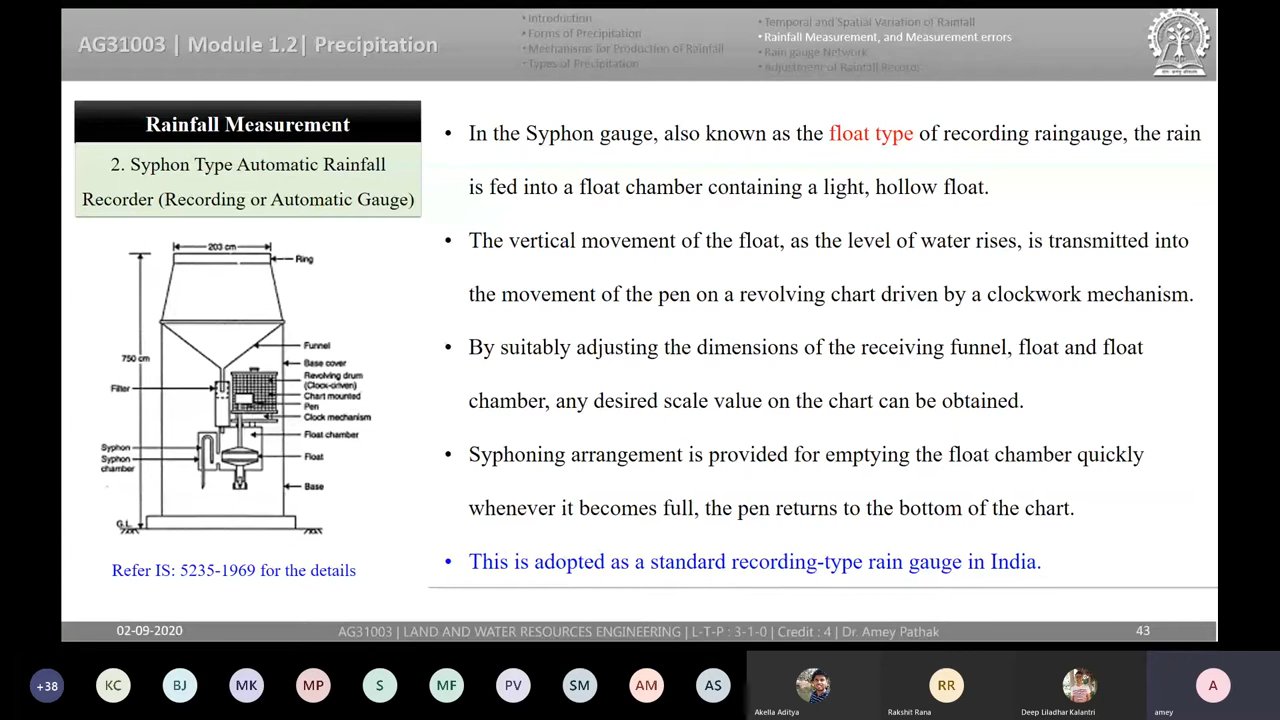 AG31003 | Module 1.2| Precipitation
• Introduction
• Forms of Precipitation
• Mechanisms for Production of Rainfall
• Types of Precipitation
• Temporal and Spatial Variation of Rainfall
• Rainfall Measurement, and Measurement errors
• Rain gauge Network
• Adjustment of Rainfall Record
Rainfall Measurement
2. Syphon Type Automatic Rainfall
Recorder (Recording or Automatic Gauge)
203 cm
Ring
750 cm
Funnel
Base cover
Revolving drum
(Clock-driven)
Chart mounted
Pen
Clock mechanism
Filter
Float chamber
Syphon
Syphon
chamber
Float
Base
G.L.
Refer IS: 5235-1969 for the details
• In the Syphon gauge, also known as the float type of recording raingauge, the rain
is fed into a float chamber containing a light, hollow float.
• The vertical movement of the float, as the level of water rises, is transmitted into
the movement of the pen on a revolving chart driven by a clockwork mechanism.
• By suitably adjusting the dimensions of the receiving funnel, float and float
chamber, any desired scale value on the chart can be obtained.
• Syphoning arrangement is provided for emptying the float chamber quickly
whenever it becomes full, the pen returns to the bottom of the chart.
• This is adopted as a standard recording-type rain gauge in India.
02-09-2020
AG31003 | LAND AND WATER RESOURCES ENGINEERING | L-T-P : 3-1-0 | Credit : 4 | Dr. Amey Pathak
43
+38
KC
BJ
MK
MP
S
MF
PV
SM
AM
AS
Akella Aditya
RR
Rakshit Rana
Deep Liladhar Kalantri
A
amey